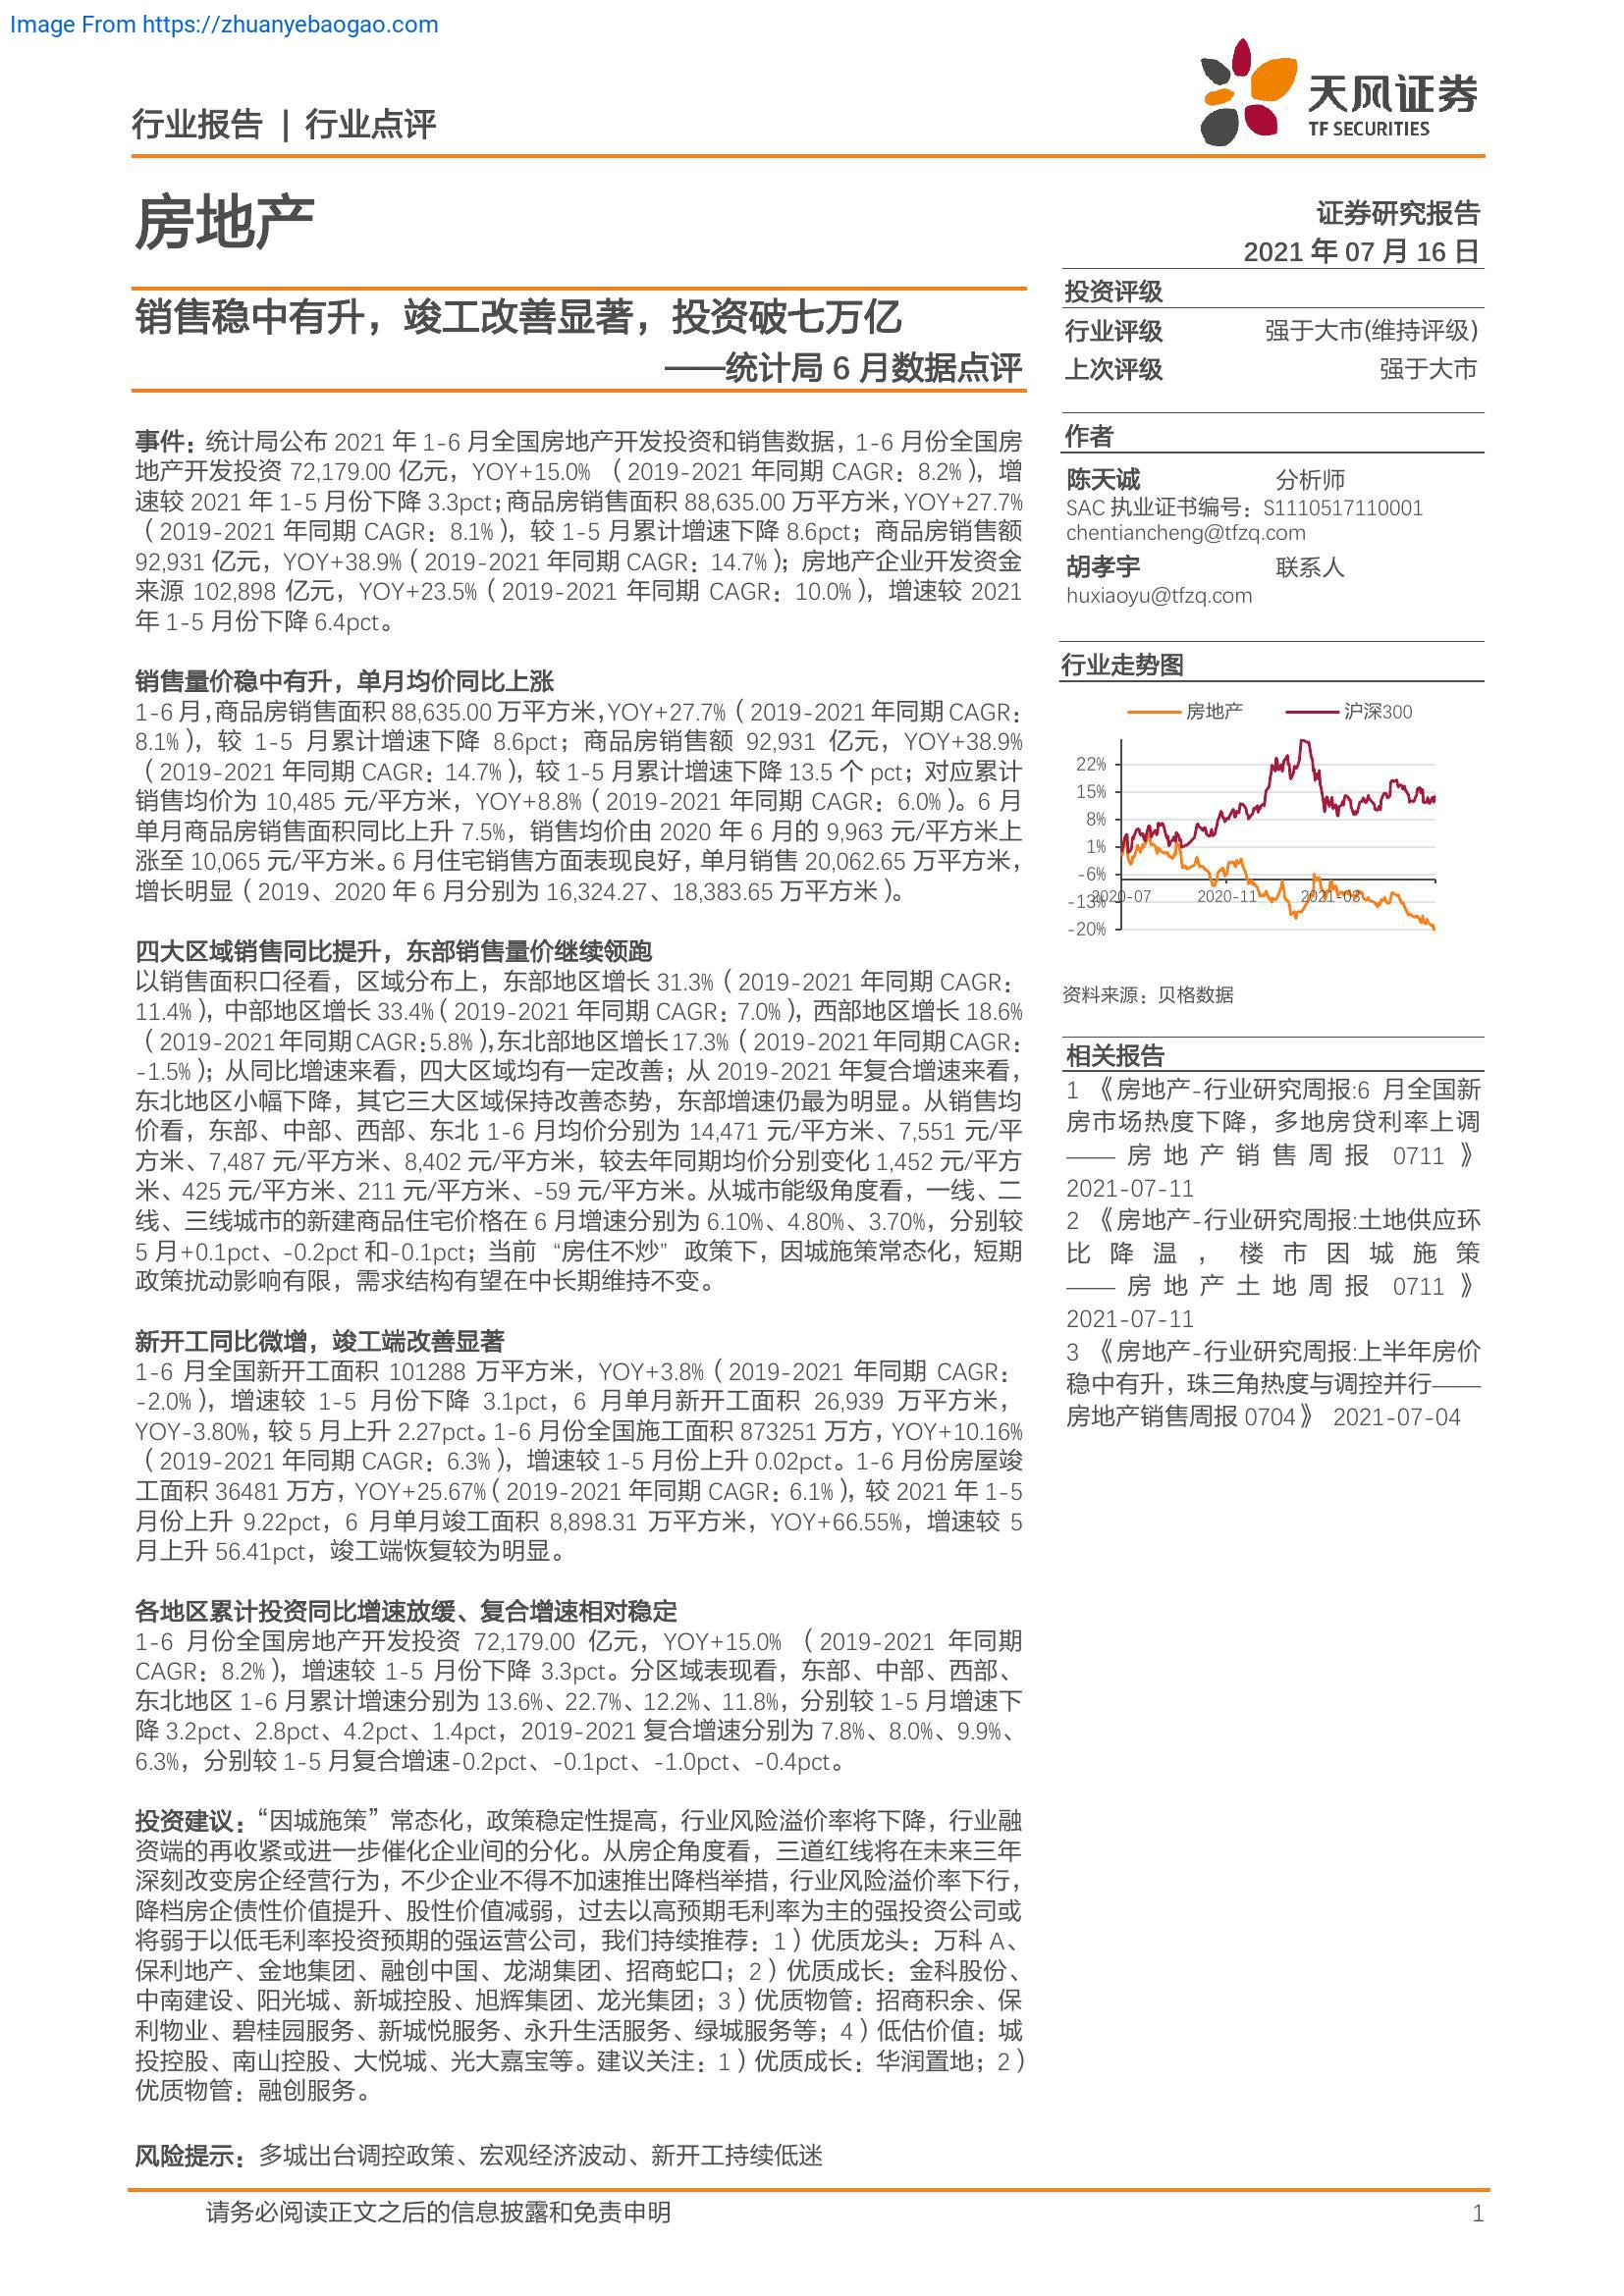 Image From https://zhuanyebaogao.com
行业报告 | 行业点评
天风证券
TF SECURITIES
房地产
证券研究报告
2021 年 07 月 16 日
销售稳中有升，竣工改善显著，投资破七万亿
——统计局 6 月数据点评
事件：统计局公布 2021 年 1-6 月全国房地产开发投资和销售数据，1-6 月份全国房
地产开发投资 72,179.00 亿元，YOY+15.0% （2019-2021 年同期 CAGR：8.2%），增
速较 2021 年 1-5 月份下降 3.3pct；商品房销售面积 88,635.00 万平方米，YOY+27.7%
（2019-2021 年同期 CAGR：8.1%），较 1-5 月累计增速下降 8.6pct；商品房销售额
92,931 亿元，YOY+38.9%（2019-2021 年同期 CAGR：14.7%）；房地产企业开发资金
来源 102,898 亿元，YOY+23.5%（2019-2021 年同期 CAGR：10.0%），增速较 2021
年 1-5 月份下降 6.4pct。
销售量价稳中有升，单月均价同比上涨
1-6 月，商品房销售面积 88,635.00 万平方米，YOY+27.7%（2019-2021 年同期 CAGR：
8.1%），较 1-5 月累计增速下降 8.6pct；商品房销售额 92,931 亿元，YOY+38.9%
（2019-2021 年同期 CAGR：14.7%），较 1-5 月累计增速下降 13.5 个 pct；对应累计
销售均价为 10,485 元/平方米，YOY+8.8%（2019-2021 年同期 CAGR：6.0%）。6 月
单月商品房销售面积同比上升 7.5%，销售均价由 2020 年 6 月的 9,963 元/平方米上
涨至 10,065 元/平方米。6 月住宅销售方面表现良好，单月销售 20,062.65 万平方米，
增长明显（2019、2020 年 6 月分别为 16,324.27、18,383.65 万平方米）。
四大区域销售同比提升，东部销售量价继续领跑
以销售面积口径看，区域分布上，东部地区增长 31.3%（2019-2021 年同期 CAGR：
11.4%），中部地区增长 33.4%（2019-2021 年同期 CAGR：7.0%），西部地区增长 18.6%
（2019-2021 年同期 CAGR：5.8%），东北部地区增长 17.3%（2019-2021 年同期 CAGR：
-1.5%）；从同比增速来看，四大区域均有一定改善；从 2019-2021 年复合增速来看，
东北地区小幅下降，其它三大区域保持改善态势，东部增速仍最为明显。从销售均
价看，东部、中部、西部、东北 1-6 月均价分别为 14,471 元/平方米、7,551 元/平
方米、7,487 元/平方米、8,402 元/平方米，较去年同期均价分别变化 1,452 元/平方
米、425 元/平方米、211 元/平方米、-59 元/平方米。从城市能级角度看，一线、二
线、三线城市的新建商品住宅价格在 6 月增速分别为 6.10%、4.80%、3.70%，分别较
5 月+0.1pct、-0.2pct 和-0.1pct；当前 “房住不炒” 政策下，因城施策常态化，短期
政策扰动影响有限，需求结构有望在中长期维持不变。
新开工同比微增，竣工端改善显著
1-6 月全国新开工面积 101288 万平方米，YOY+3.8%（2019-2021 年同期 CAGR：
-2.0%），增速较 1-5 月份下降 3.1pct，6 月单月新开工面积 26,939 万平方米，
YOY-3.80%，较 5 月上升 2.27pct。1-6 月份全国施工面积 873251 万方，YOY+10.16%
（2019-2021 年同期 CAGR：6.3%），增速较 1-5 月份上升 0.02pct。1-6 月份房屋竣
工面积 36481 万方，YOY+25.67%（2019-2021 年同期 CAGR：6.1%），较 2021 年 1-5
月份上升 9.22pct，6 月单月竣工面积 8,898.31 万平方米，YOY+66.55%，增速较 5
月上升 56.41pct，竣工端恢复较为明显。
各地区累计投资同比增速放缓、复合增速相对稳定
1-6 月份全国房地产开发投资 72,179.00 亿元，YOY+15.0% （2019-2021 年同期
CAGR：8.2%），增速较 1-5 月份下降 3.3pct。分区域表现看，东部、中部、西部、
东北地区 1-6 月累计增速分别为 13.6%、22.7%、12.2%、11.8%，分别较 1-5 月增速下
降 3.2pct、2.8pct、4.2pct、1.4pct，2019-2021 复合增速分别为 7.8%、8.0%、9.9%、
6.3%，分别较 1-5 月复合增速-0.2pct、-0.1pct、-1.0pct、-0.4pct。
投资建议：“因城施策” 常态化，政策稳定性提高，行业风险溢价率将下降，行业融
资端的再收紧或进一步催化企业间的分化。从房企角度看，三道红线将在未来三年
深刻改变房企经营行为，不少企业不得不加速推出降档举措，行业风险溢价率下行，
降档房企债性价值提升、股性价值减弱，过去以高预期毛利率为主的强投资公司或
将弱于以低毛利率投资预期的强运营公司，我们持续推荐：1）优质龙头：万科 A、
保利地产、金地集团、融创中国、龙湖集团、招商蛇口；2）优质成长：金科股份、
中南建设、阳光城、新城控股、旭辉集团、龙光集团；3）优质物管：招商积余、保
利物业、碧桂园服务、新城悦服务、永升生活服务、绿城服务等；4）低估价值：城
投控股、南山控股、大悦城、光大嘉宝等。建议关注：1）优质成长：华润置地；2）
优质物管：融创服务。
风险提示：多城出台调控政策、宏观经济波动、新开工持续低迷
投资评级
行业评级 强于大市(维持评级)
上次评级 强于大市
作者
陈天诚 分析师
SAC 执业证书编号：S1110517110001
chentiancheng@tfzq.com
胡孝宇 联系人
huxiaoyu@tfzq.com
行业走势图
房地产 沪深300
22%
15%
8%
1%
-6%
-13%
-20%
2020-07 2020-11 2021-03
资料来源：贝格数据
相关报告
1 《房地产-行业研究周报:6 月全国新
房市场热度下降，多地房贷利率上调
——房地产销售周报 0711》
2021-07-11
2 《房地产-行业研究周报:土地供应环
比降温，楼市因城施策
——房地产土地周报 0711》
2021-07-11
3 《房地产-行业研究周报:上半年房价
稳中有升，珠三角热度与调控并行——
房地产销售周报 0704》 2021-07-04
请务必阅读正文之后的信息披露和免责申明 1